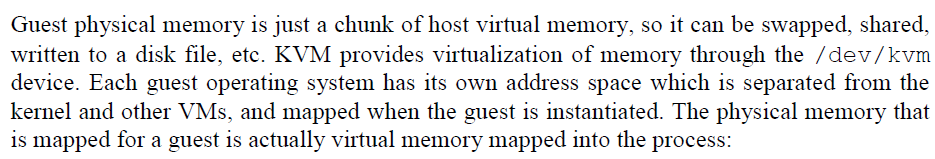 Guest physical memory is just a chunk of host virtual memory, so it can be swapped, shared,
written to a disk file, etc. KVM provides virtualization of memory through the /dev/kvm
device. Each guest operating system has its own address space which is separated from the
kernel and other VMs, and mapped when the guest is instantiated. The physical memory that
is mapped for a guest is actually virtual memory mapped into the process: